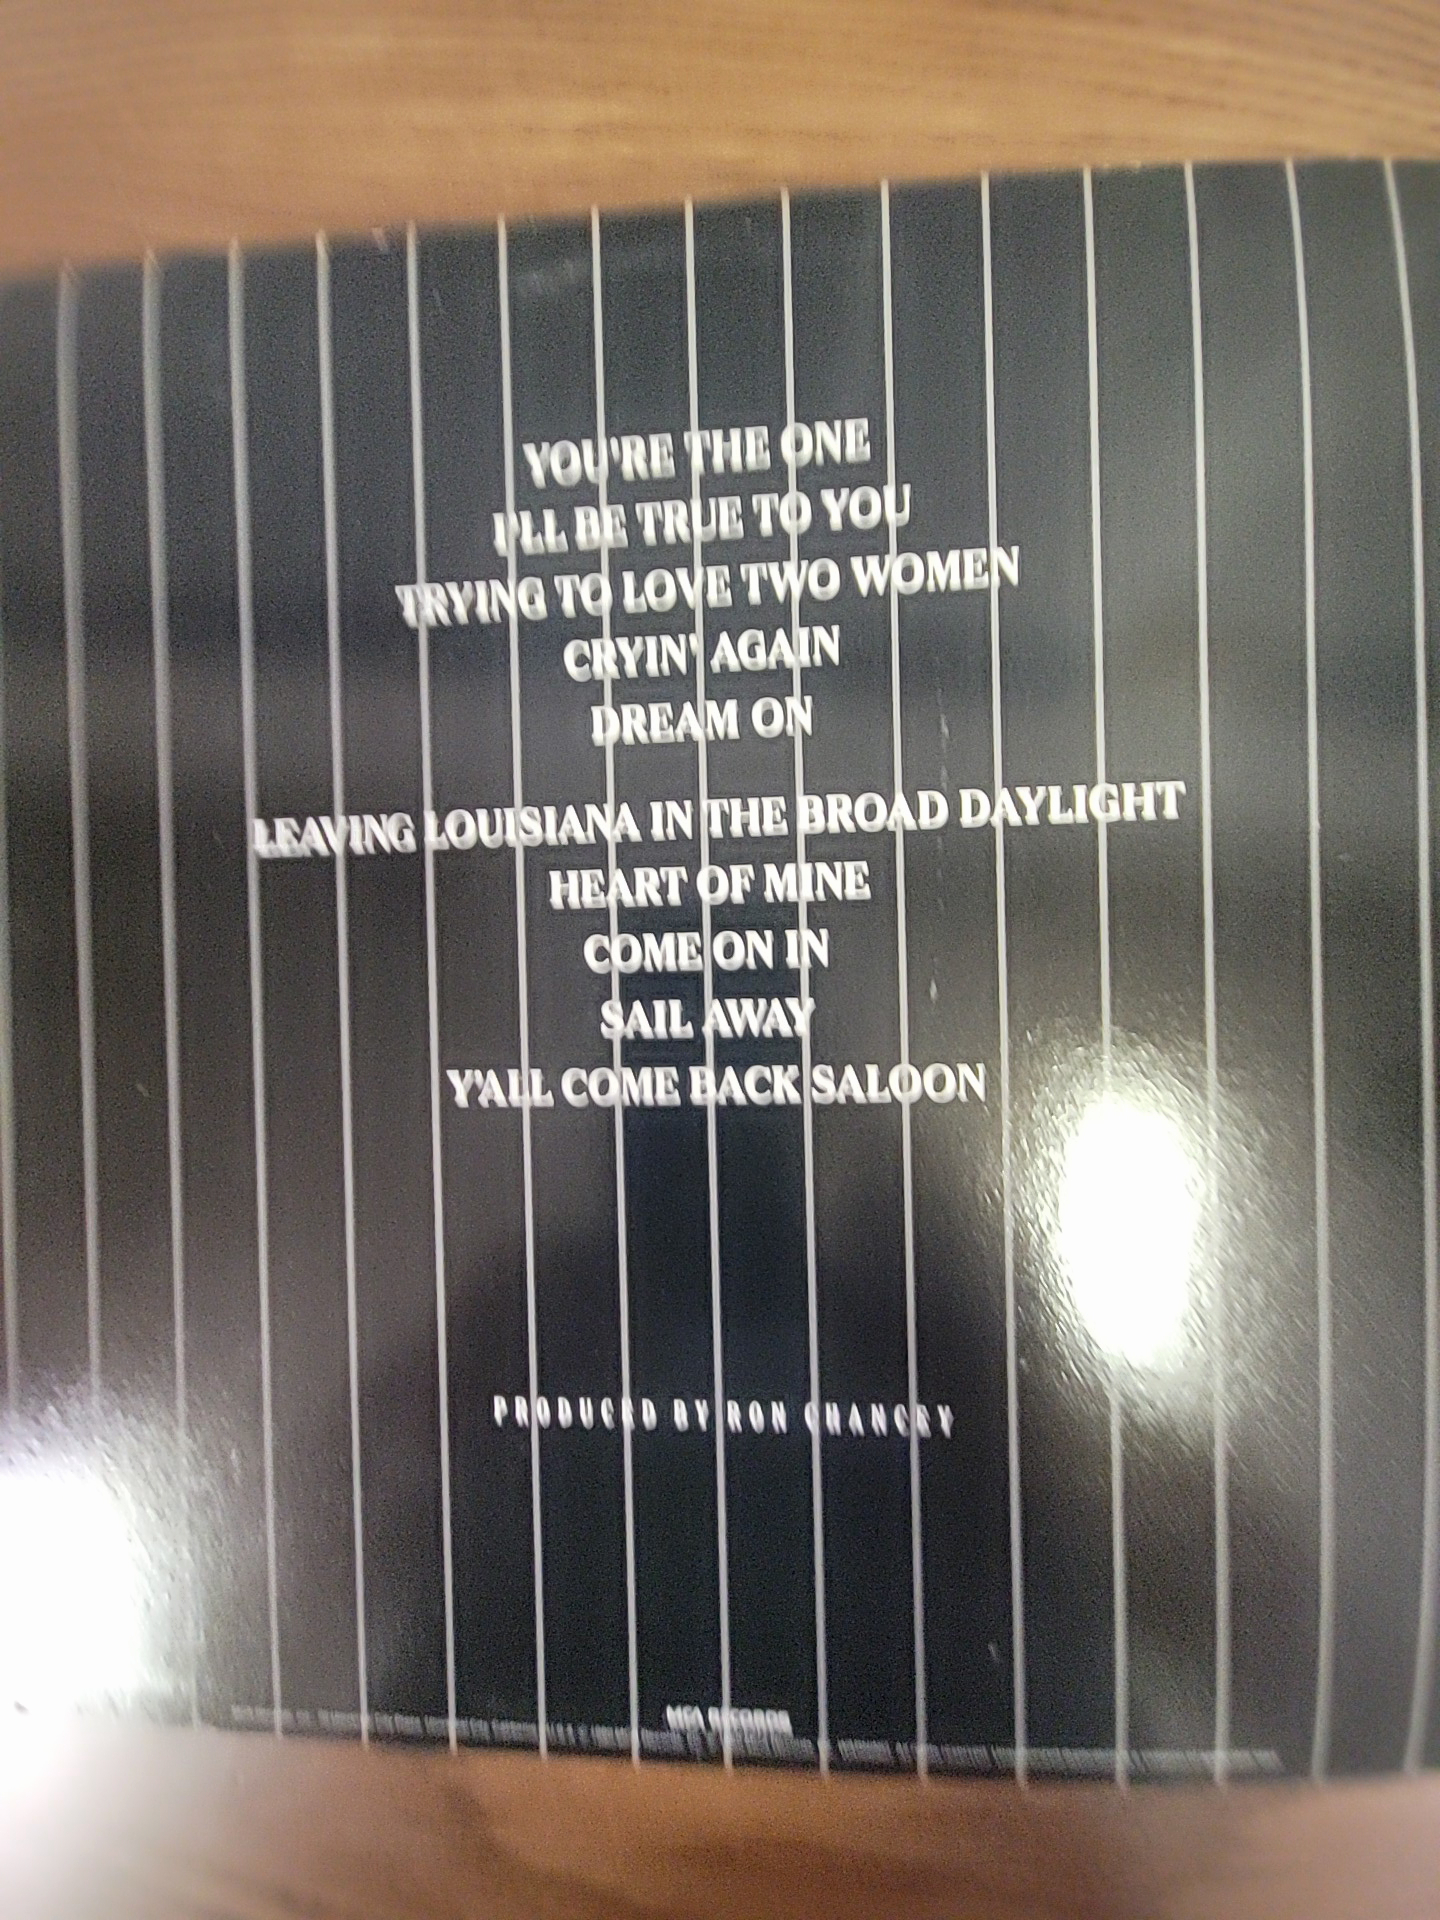 YOU'RE THE ONE
I'LL BE TRUE TO YOU
TRYING TO LOVE TWO WOMEN
CRYIN' AGAIN
DREAM ON
LEAVING LOUISIANA IN THE BROAD DAYLIGHT
HEART OF MINE
COME ON IN
SAIL AWAY
Y'ALL COME BACK SALOON
PRODUCED BY RON CHANCEY
MCA RECORDS